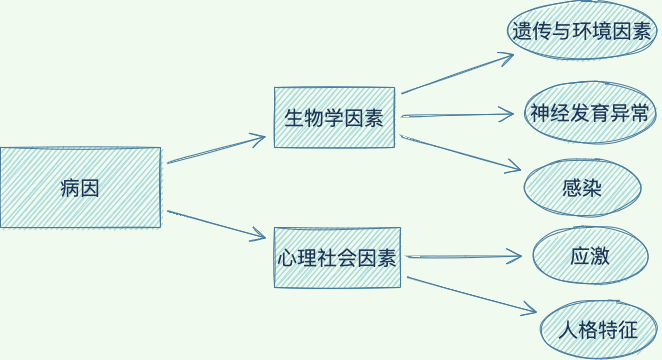 病因
生物学因素
遗传与环境因素
神经发育异常
感染
心理社会因素
应激
人格特征